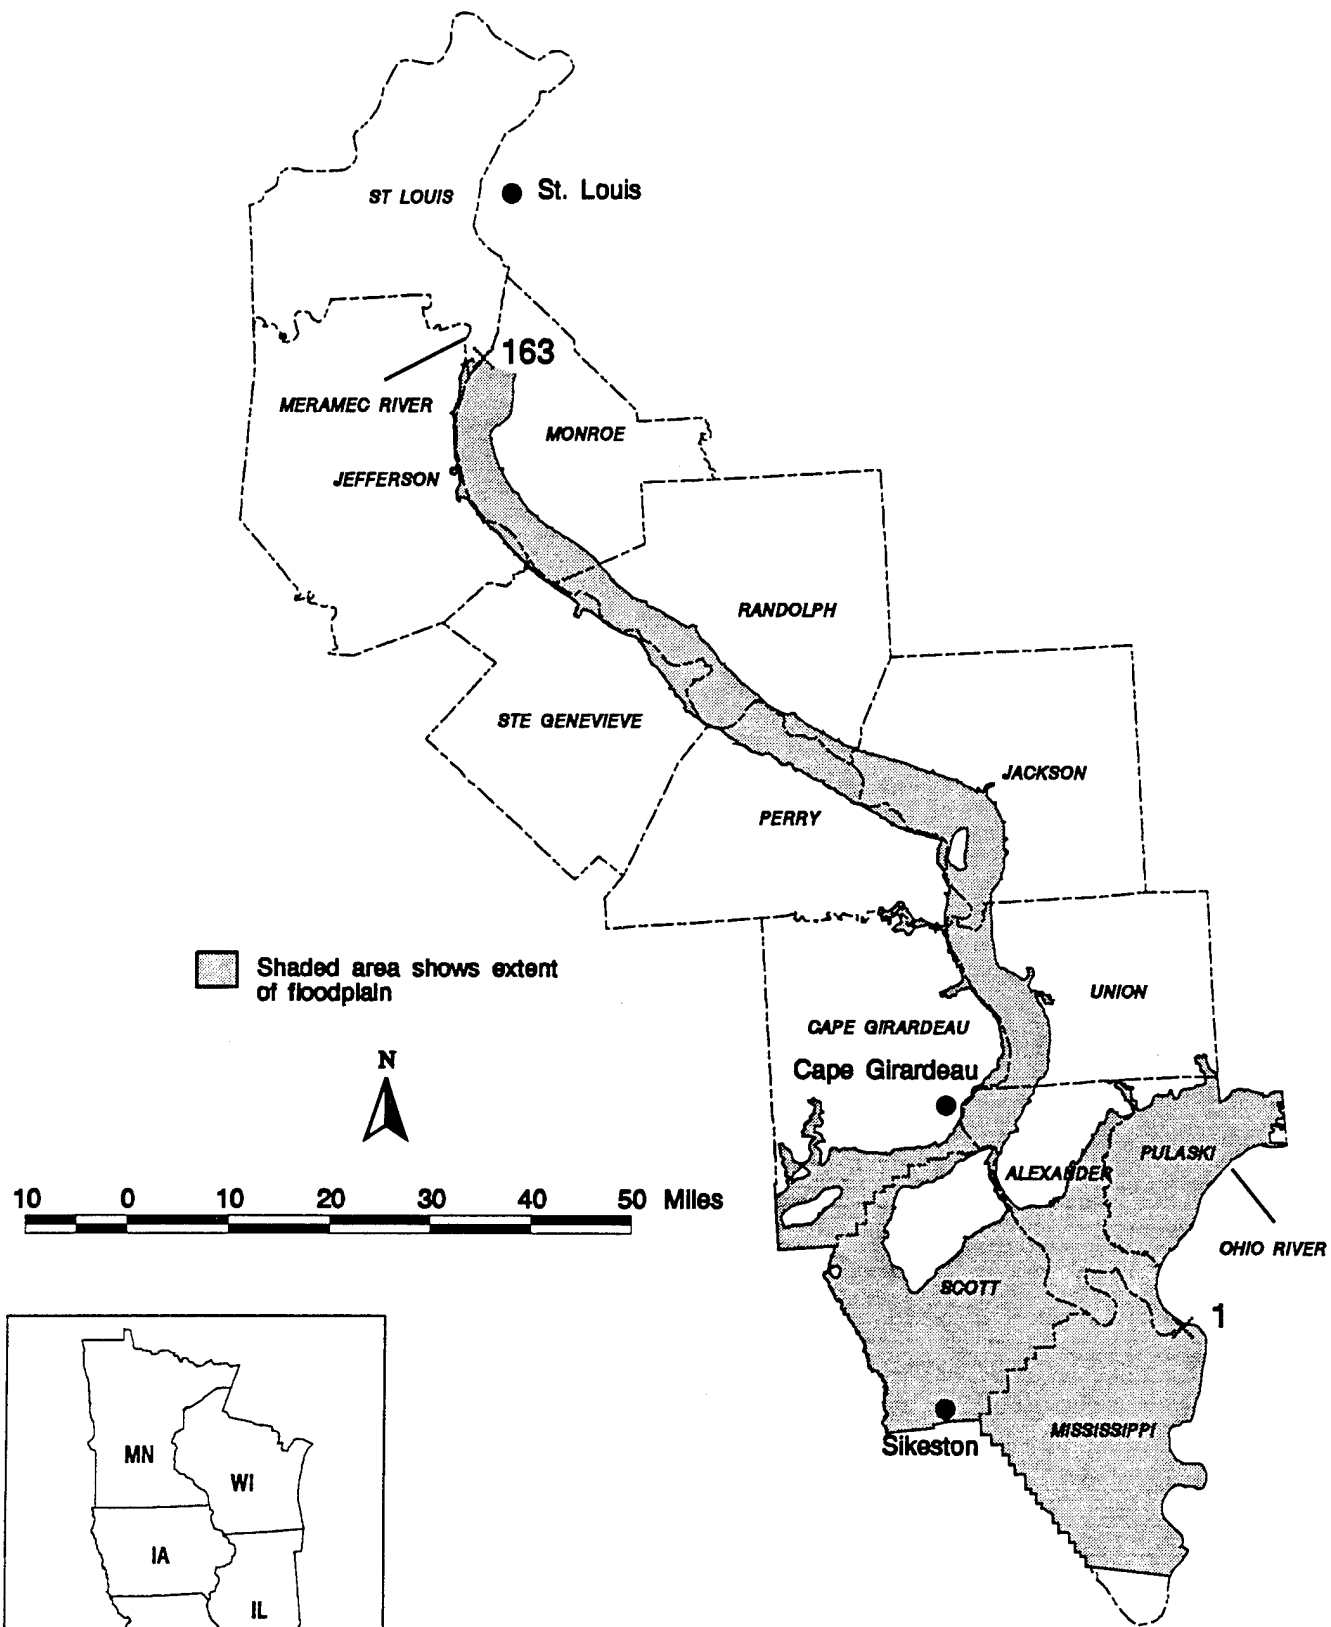 ST LOUIS
St. Louis
163
MERAMEC RIVER
MONROE
JEFFERSON
RANDOLPH
STE GENEVIEVE
JACKSON
PERRY
Shaded area shows extent
of floodplain
UNION
CAPE GIRARDEAU
N
Cape Girardeau
PULASKI
ALEXANDER
10 0 10 20 30 40 50 Miles
OHIO RIVER
SCOTT
1
MISSISSIPPI
Sikeston
MN
WI
IA
IL